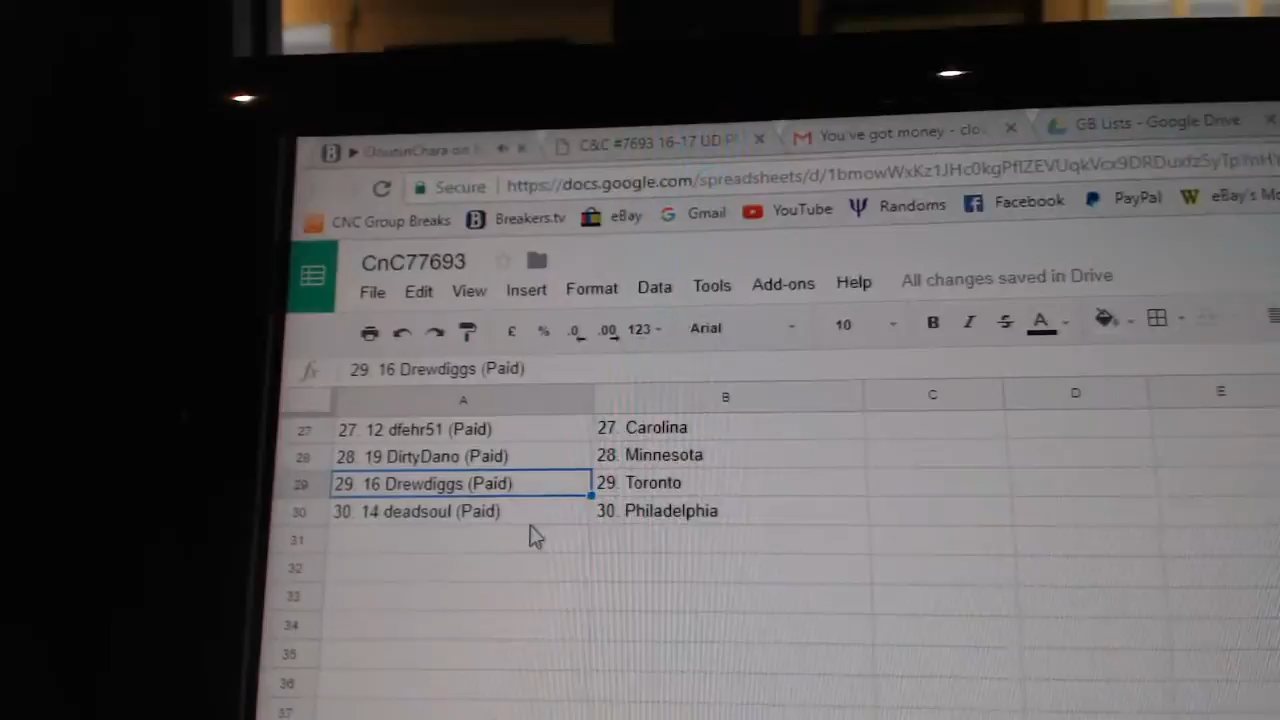 C&C #7693 16-17 UD
You've got money - clo
GB Lists - Google Drive
Secure https://docs.google.com/spreadsheets/d/
CNC Group Breaks Breakers.tv eBay Gmail YouTube Randoms Facebook PayPal eBay's Mo
CnC77693
File Edit View Insert Format Data Tools Add-ons Help All changes saved in Drive
£ % .0 .00 123 Arial 10 B I S A
fx 29. 16 Drewdiggs (Paid)
A B C D E
27 27. 12 dfehr51 (Paid) 27. Carolina
28 28. 19 DirtyDano (Paid) 28. Minnesota
29 29. 16 Drewdiggs (Paid) 29. Toronto
30 30. 14 deadsoul (Paid) 30. Philadelphia
31
32
33
34
35
36
37